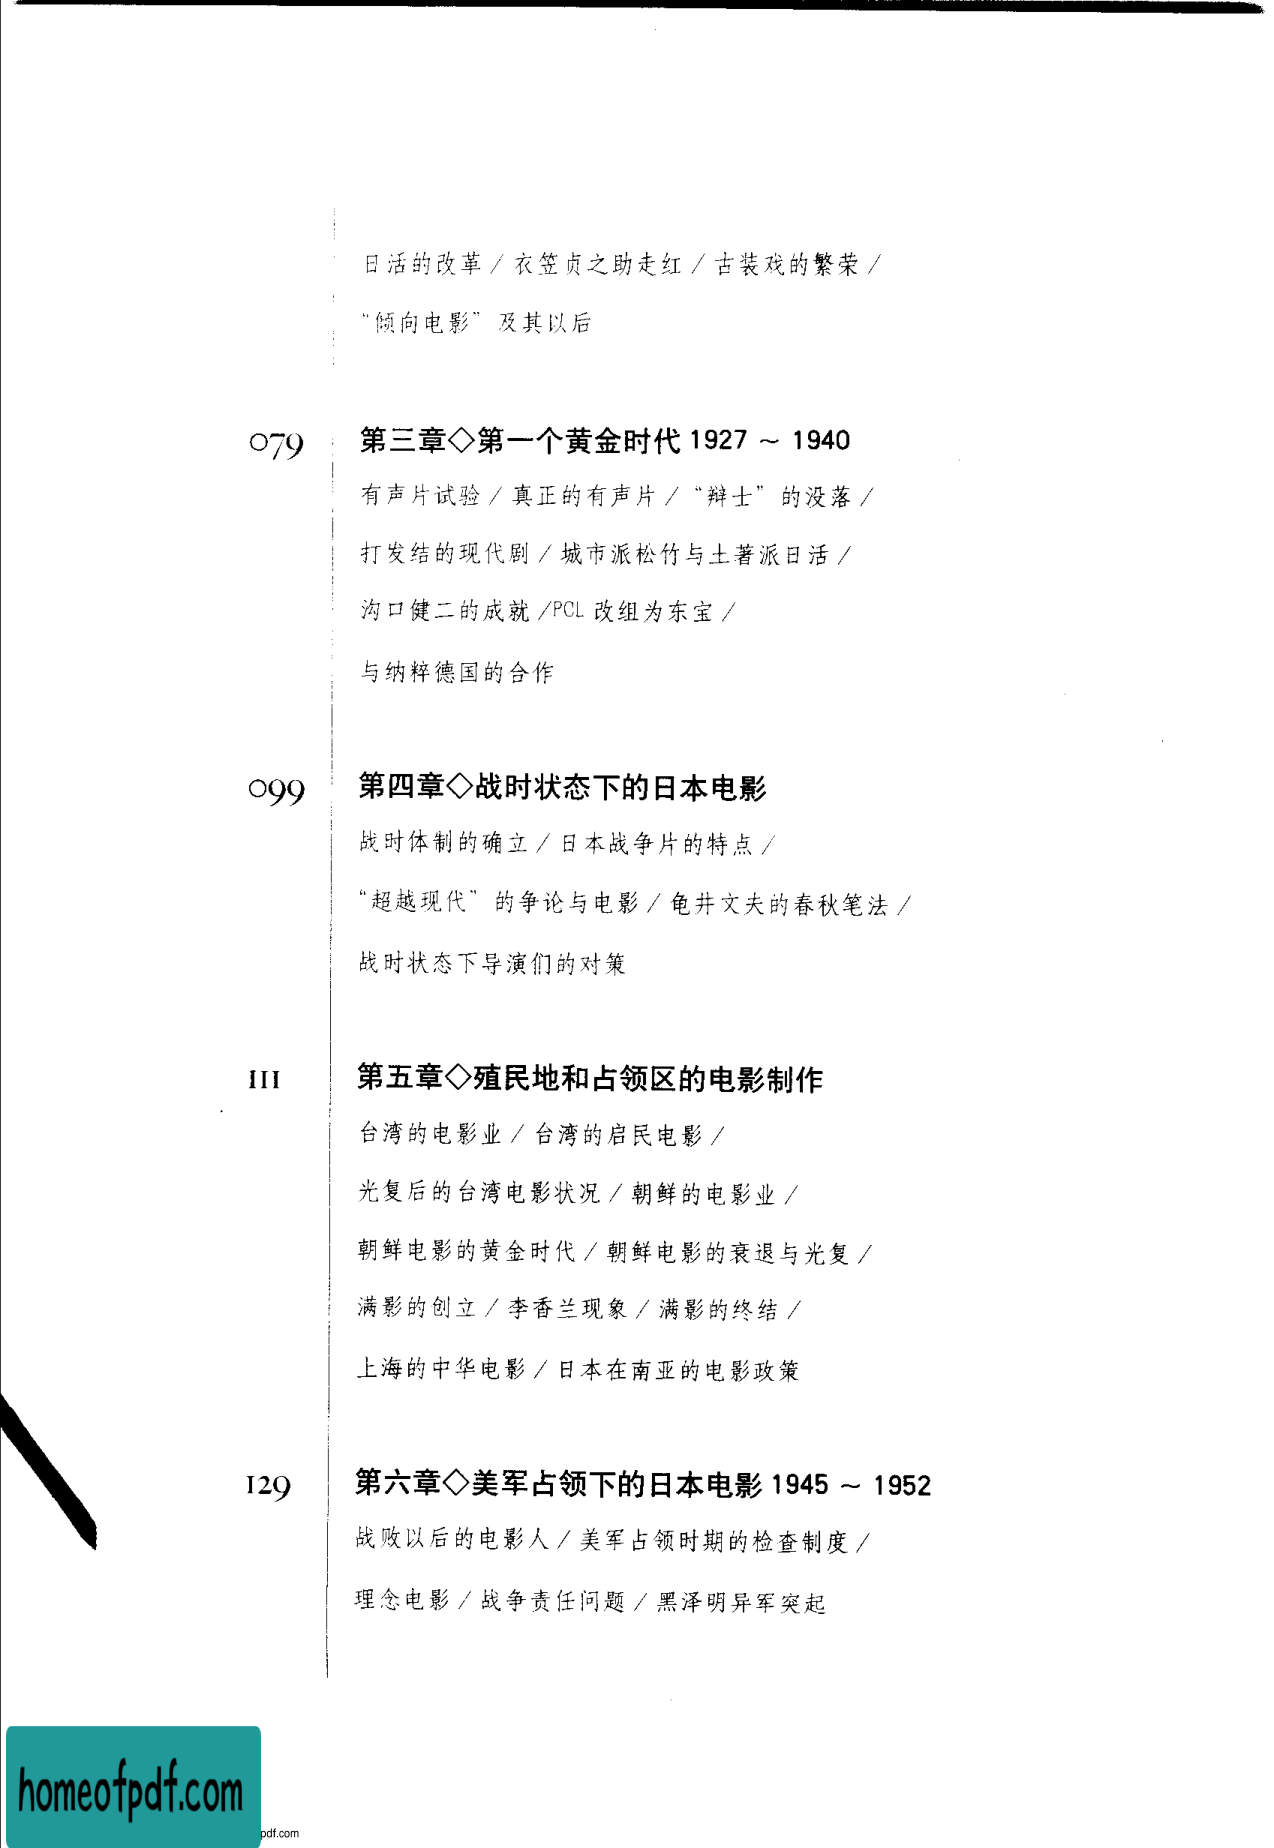 日活的改革 / 衣笠贞之助走红 / 古装戏的繁荣 /
“倾向电影”及其以后
079 第三章◇第一个黄金时代 1927 ~ 1940
有声片试验 / 真正的有声片 / “辩士”的没落 /
打发结的现代剧 / 城市派松竹与土著派日活 /
沟口健二的成就 /PCL 改组为东宝 /
与纳粹德国的合作
099 第四章◇战时状态下的日本电影
战时体制的确立 / 日本战争片的特点 /
“超越现代”的争论与电影 / 龟井文夫的春秋笔法 /
战时状态下导演们的对策
111 第五章◇殖民地和占领区的电影制作
台湾的电影业 / 台湾的启民电影 /
光复后的台湾电影状况 / 朝鲜的电影业 /
朝鲜电影的黄金时代 / 朝鲜电影的衰退与光复 /
满影的创立 / 李香兰现象 / 满影的终结 /
上海的中华电影 / 日本在南亚的电影政策
129 第六章◇美军占领下的日本电影 1945 ~ 1952
战败以后的电影人 / 美军占领时期的检查制度 /
理念电影 / 战争责任问题 / 黑泽明异军突起
homeofpdf.com
pdf.com